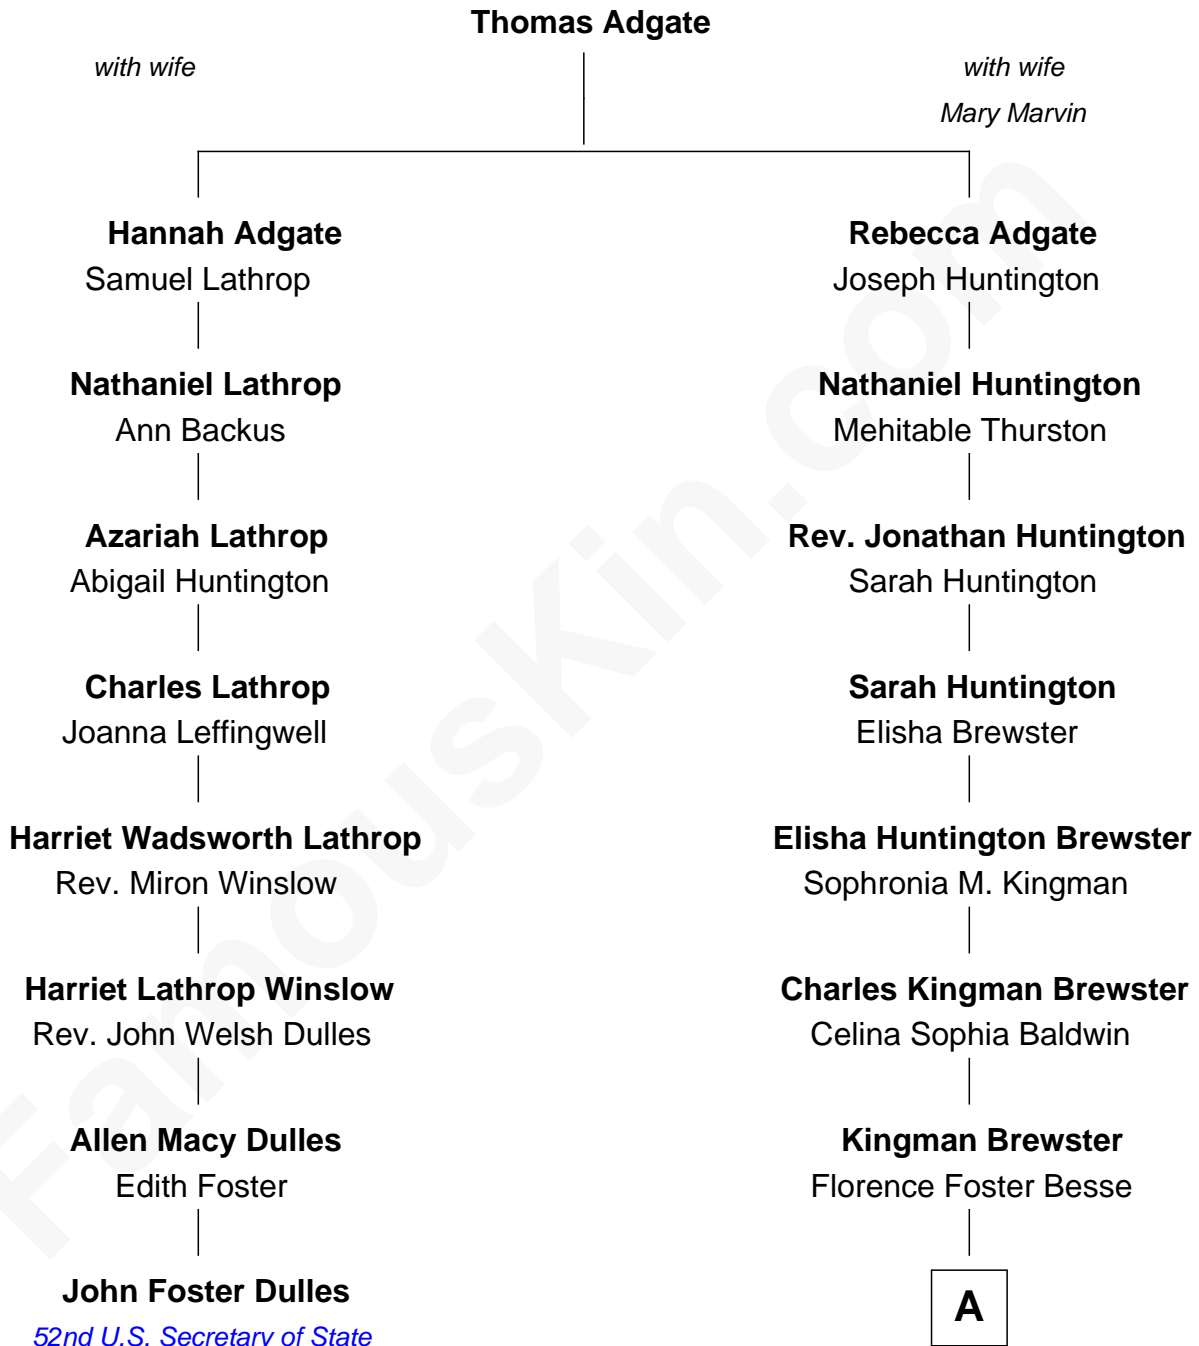 Thomas Adgate
with wife
with wife
Mary Marvin
Hannah Adgate
Samuel Lathrop
Rebecca Adgate
Joseph Huntington
Nathaniel Lathrop
Ann Backus
Nathaniel Huntington
Mehitable Thurston
Azariah Lathrop
Abigail Huntington
Rev. Jonathan Huntington
Sarah Huntington
Charles Lathrop
Joanna Leffingwell
Sarah Huntington
Elisha Brewster
Harriet Wadsworth Lathrop
Rev. Miron Winslow
Elisha Huntington Brewster
Sophronia M. Kingman
Harriet Lathrop Winslow
Rev. John Welsh Dulles
Charles Kingman Brewster
Celina Sophia Baldwin
Allen Macy Dulles
Edith Foster
Kingman Brewster
Florence Foster Besse
John Foster Dulles
52nd U.S. Secretary of State
A
FamousKin.com